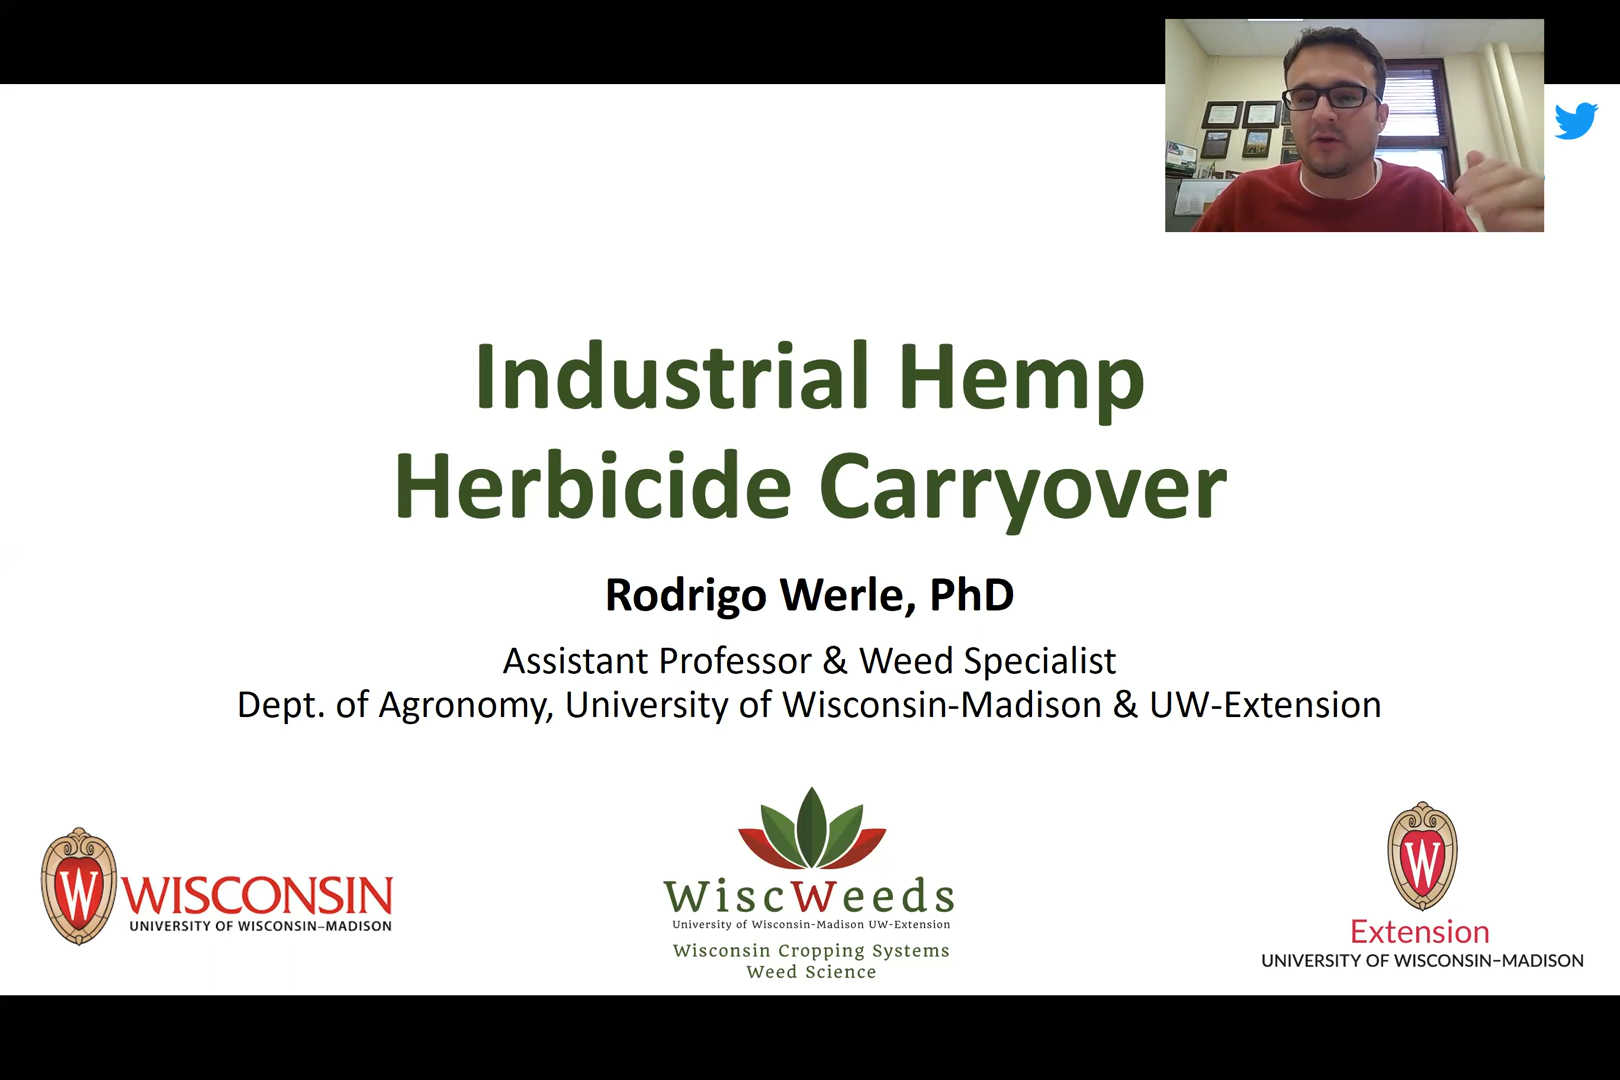 Industrial Hemp
Herbicide Carryover
Rodrigo Werle, PhD
Assistant Professor & Weed Specialist
Dept. of Agronomy, University of Wisconsin-Madison & UW-Extension
W WISCONSIN
UNIVERSITY OF WISCONSIN–MADISON
WiscWeeds
University of Wisconsin-Madison UW-Extension
Wisconsin Cropping Systems
Weed Science
W
Extension
UNIVERSITY OF WISCONSIN–MADISON